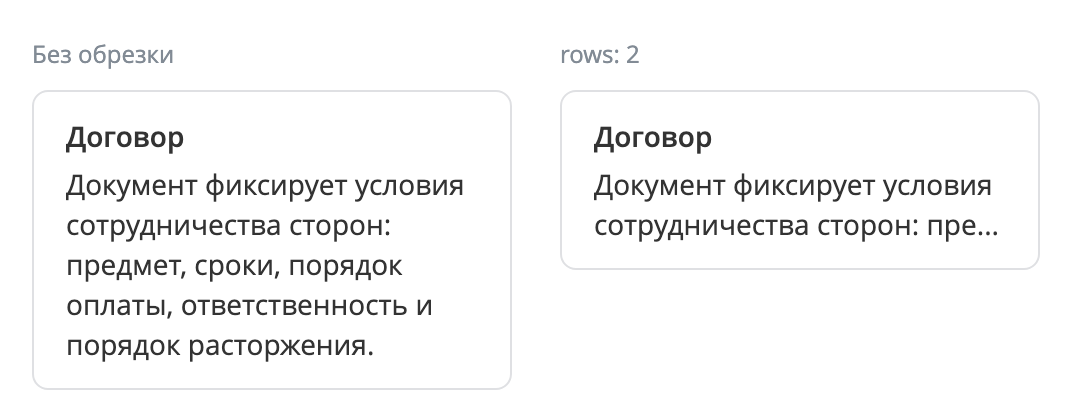 Без обрезки
Договор
Документ фиксирует условия
сотрудничества сторон:
предмет, сроки, порядок
оплаты, ответственность и
порядок расторжения.
rows: 2
Договор
Документ фиксирует условия
сотрудничества сторон: пре...